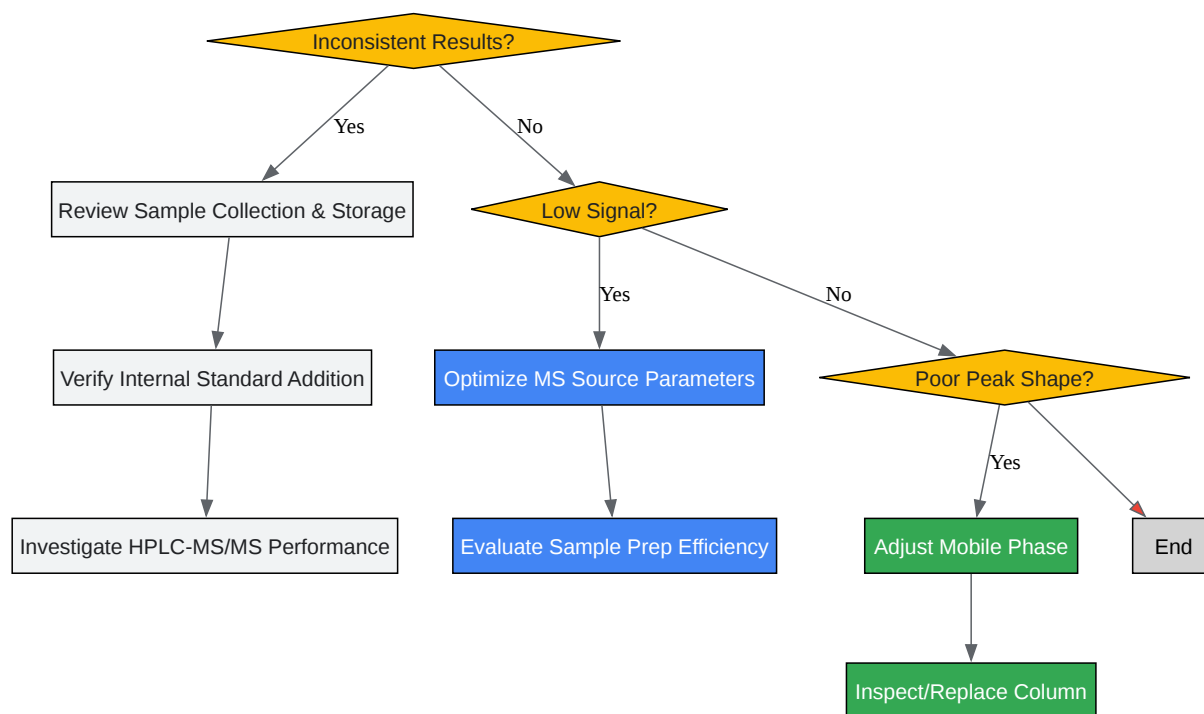 Inconsistent Results?
Yes
No
Review Sample Collection & Storage
Low Signal?
Yes
No
Verify Internal Standard Addition
Optimize MS Source Parameters
Poor Peak Shape?
Yes
Investigate HPLC-MS/MS Performance
Evaluate Sample Prep Efficiency
Adjust Mobile Phase
End
Inspect/Replace Column